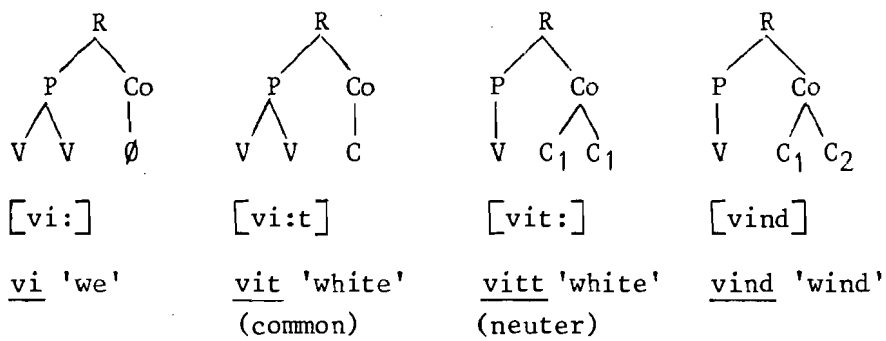 R R R R
P Co P Co P Co P Co
V V Ø V V C V C₁ C₁ V C₁ C₂
[vi:] [vi:t] [vit:] [vind]
vi 'we' vit 'white' vitt 'white' vind 'wind'
(common) (neuter)